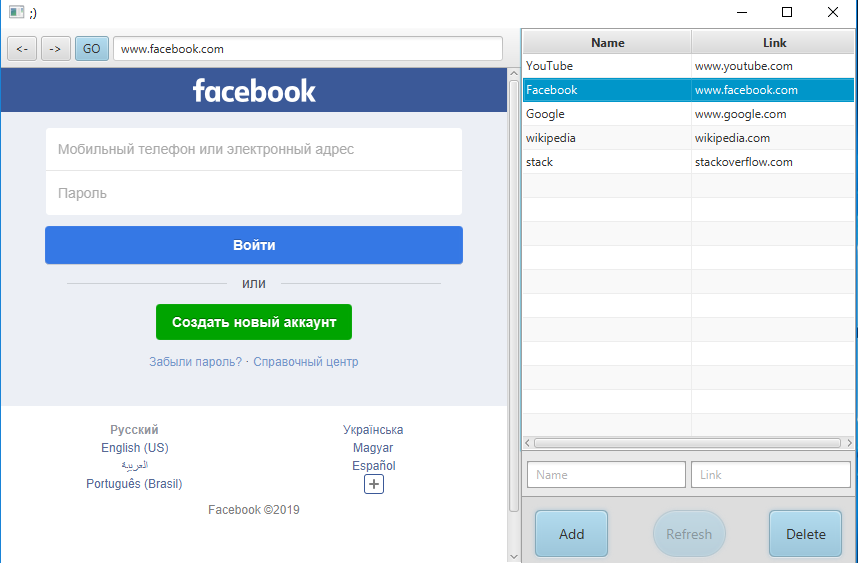 ;)
<- -> GO www.facebook.com
facebook
Мобильный телефон или электронный адрес
Пароль
Войти
или
Создать новый аккаунт
Забыли пароль? · Справочный центр
Русский
English (US)
العربية
Português (Brasil)
Українська
Magyar
Español
+
Facebook ©2019
Name Link
YouTube www.youtube.com
Facebook www.facebook.com
Google www.google.com
wikipedia wikipedia.com
stack stackoverflow.com
Name Link
Add Refresh Delete